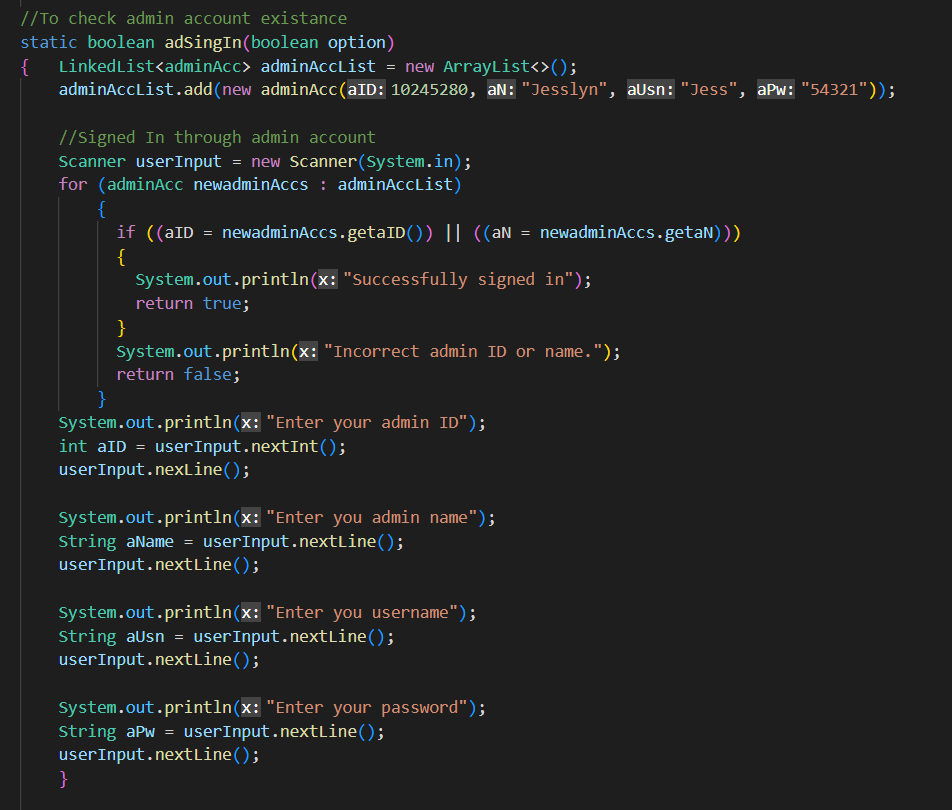 //To check admin account existance
static boolean adSingIn(boolean option)
{   LinkedList<adminAcc> adminAccList = new ArrayList<>();
    adminAccList.add(new adminAcc(aID: 10245280, aN: "Jesslyn", aUsn: "Jess", aPw: "54321"));

    //Signed In through admin account
    Scanner userInput = new Scanner(System.in);
    for (adminAcc newadminAccs : adminAccList)
        {
          if ((aID = newadminAccs.getaID()) || ((aN = newadminAccs.getaN)))
          {
            System.out.println(x: "Successfully signed in");
            return true;
          }
          System.out.println(x: "Incorrect admin ID or name.");
          return false;
        }
    System.out.println(x: "Enter your admin ID");
    int aID = userInput.nextInt();
    userInput.nexLine();

    System.out.println(x: "Enter you admin name");
    String aName = userInput.nextLine();
    userInput.nextLine();

    System.out.println(x: "Enter you username");
    String aUsn = userInput.nextLine();
    userInput.nextLine();

    System.out.println(x: "Enter your password");
    String aPw = userInput.nextLine();
    userInput.nextLine();
    }